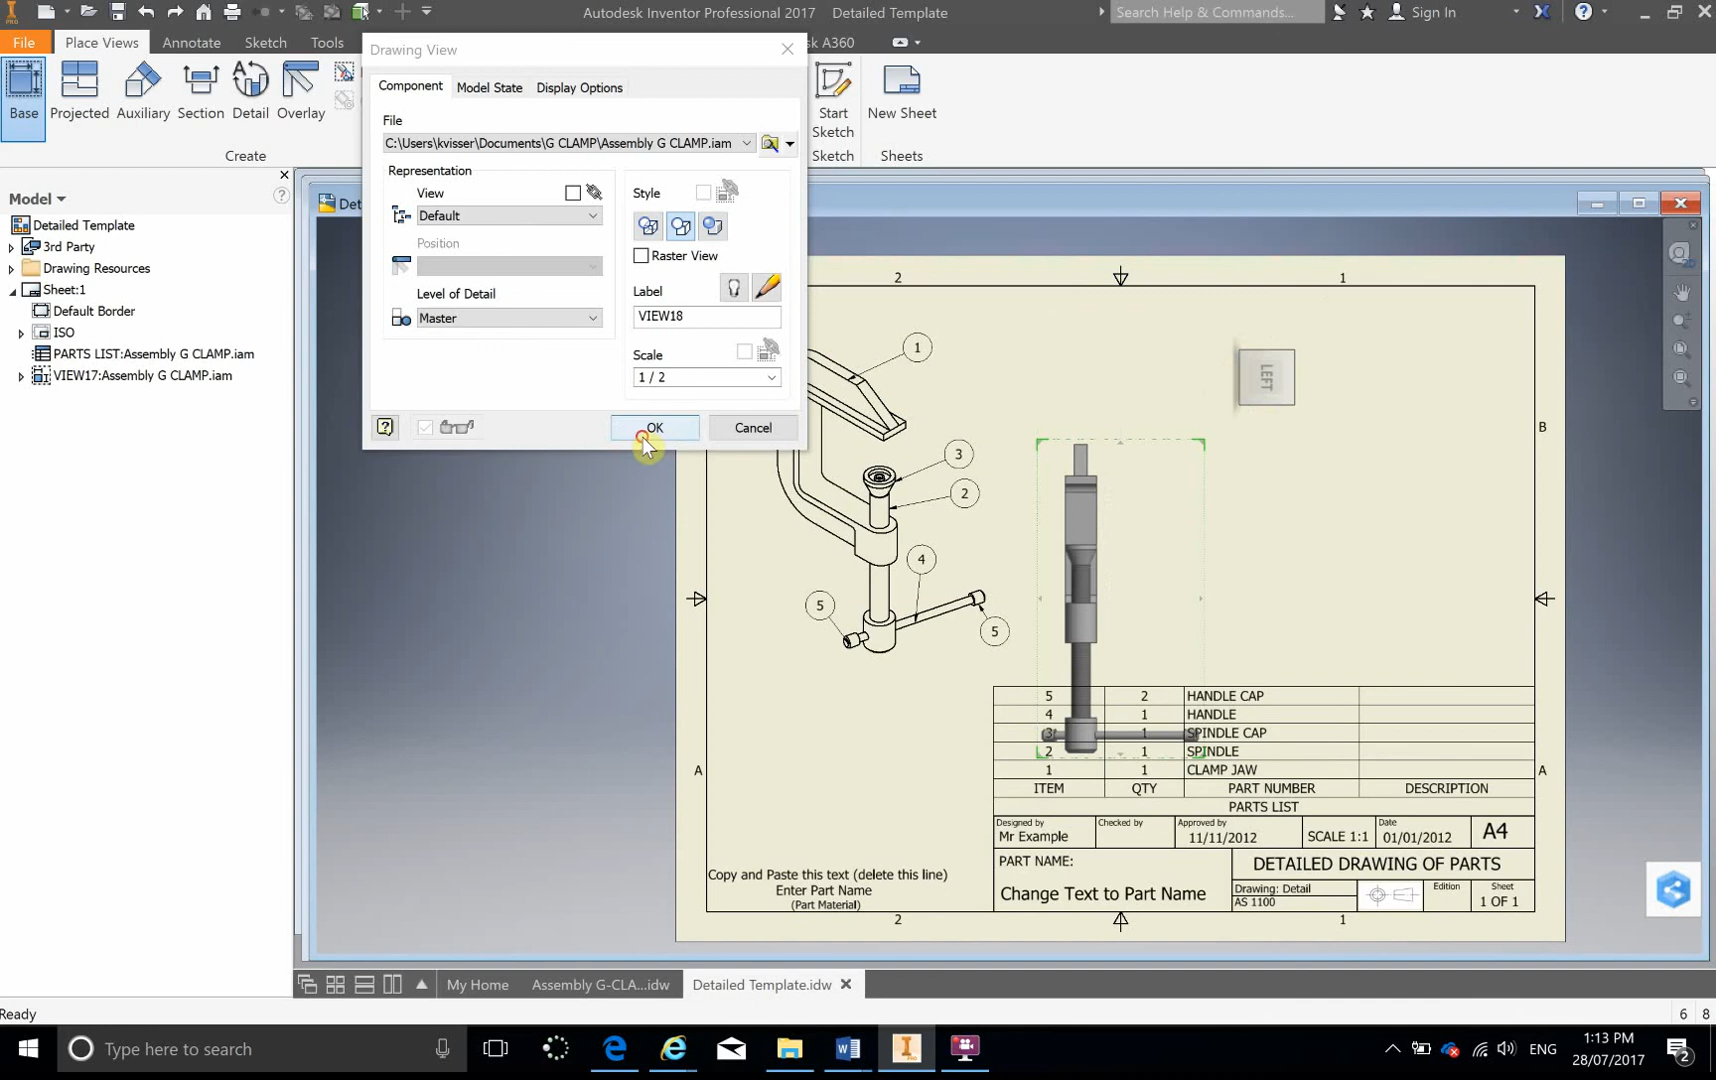 PRO
Autodesk Inventor Professional 2017 Detailed Template
Search Help & Commands...
Sign In
File
Place Views
Annotate
Sketch
Tools
sk A360
Base
Projected
Auxiliary
Section
Detail
Overlay
Create
Start
Sketch
Sketch
New Sheet
Sheets
Drawing View
Component
Model State
Display Options
File
C:\Users\kvisser\Documents\G CLAMP\Assembly G CLAMP.iam
Representation
View
Default
Position
Level of Detail
Master
Style
Raster View
Label
VIEW18
Scale
1 / 2
OK
Cancel
Model
Detailed Template
3rd Party
Drawing Resources
Sheet:1
Default Border
ISO
PARTS LIST:Assembly G CLAMP.iam
VIEW17:Assembly G CLAMP.iam
Det
2
1
1
LEFT
B
3
2
4
5
5
5 2 HANDLE CAP
4 1 HANDLE
3 1 SPINDLE CAP
2 1 SPINDLE
1 1 CLAMP JAW
ITEM QTY PART NUMBER DESCRIPTION
PARTS LIST
A
A
Designed by
Mr Example
Checked by
Approved by
11/11/2012
SCALE 1:1
Date
01/01/2012
A4
PART NAME:
Change Text to Part Name
DETAILED DRAWING OF PARTS
Drawing: Detail
AS 1100
Edition
Sheet
1 OF 1
Copy and Paste this text (delete this line)
Enter Part Name
(Part Material)
2
1
My Home
Assembly G-CLA...idw
Detailed Template.idw
Ready
6 8
Type here to search
ENG
1:13 PM
28/07/2017
2